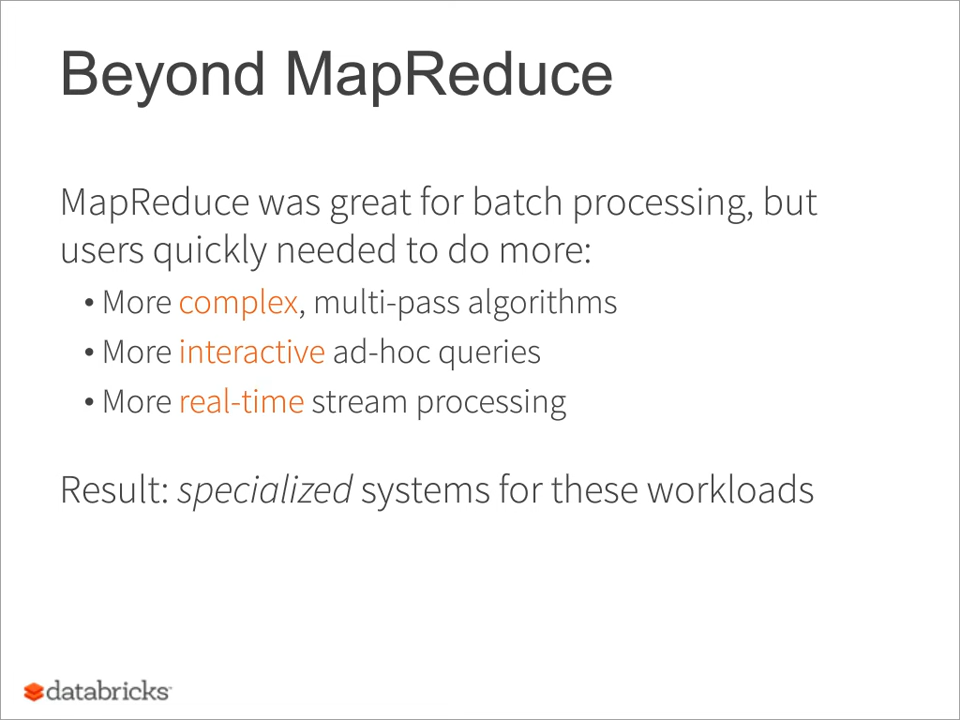 Beyond MapReduce
MapReduce was great for batch processing, but
users quickly needed to do more:
• More complex, multi-pass algorithms
• More interactive ad-hoc queries
• More real-time stream processing
Result: specialized systems for these workloads
databricks